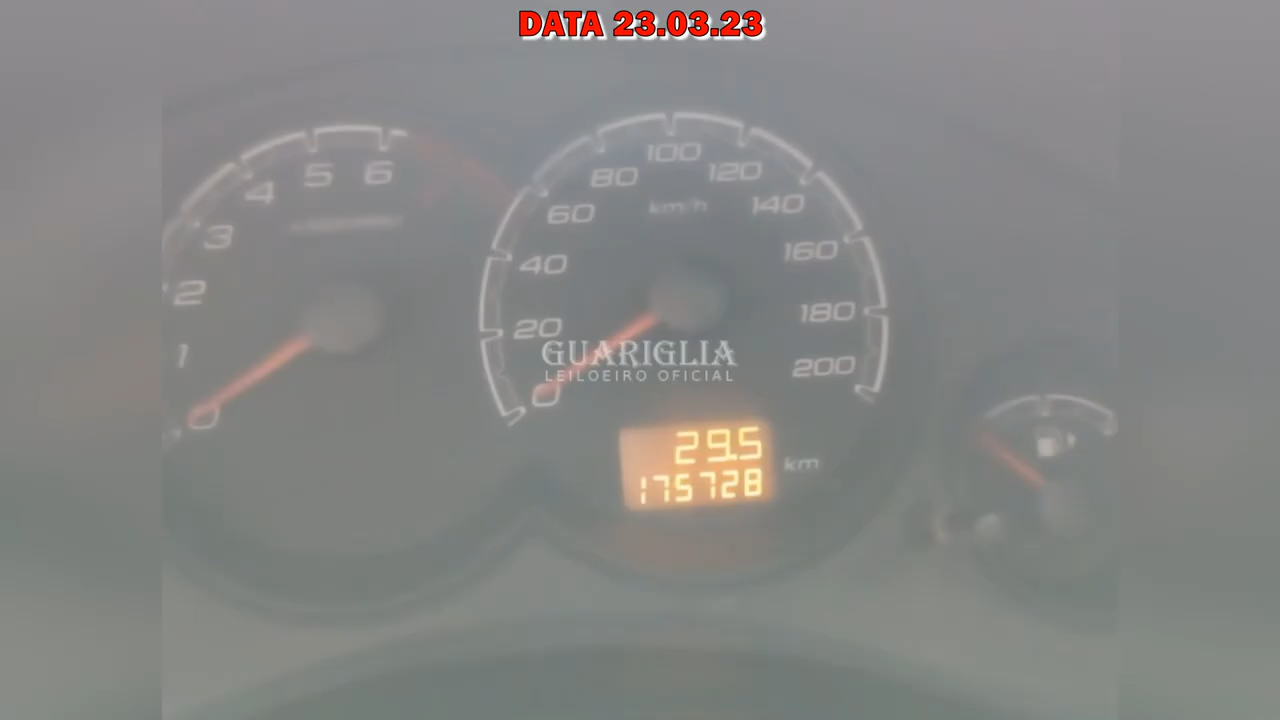 DATA 23.03.23
1 2 3 4 5 6
0
0 20 40 60 80 100 120 140 160 180 200
km/h
GUARIGLIA
LEILOEIRO OFICIAL
29.5
175728 km